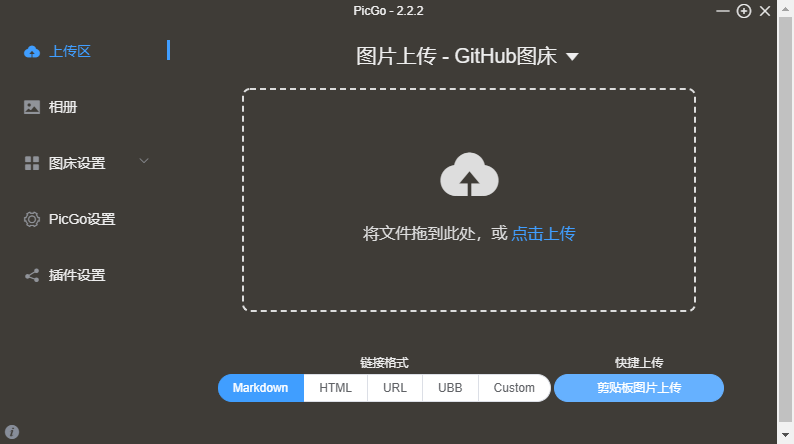 PicGo - 2.2.2
上传区
相册
图床设置
PicGo设置
插件设置
图片上传 - GitHub图床
将文件拖到此处，或 点击上传
链接格式
Markdown HTML URL UBB Custom
快捷上传
剪贴板图片上传